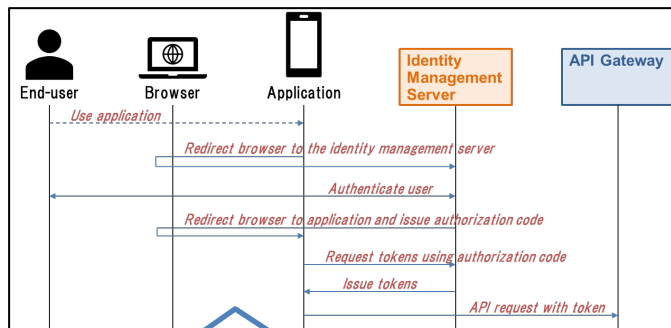 Identity
Management
Server
API Gateway
End-user
Browser
Application
Use application
Redirect browser to the identity management server
Authenticate user
Redirect browser to application and issue authorization code
Request tokens using authorization code
Issue tokens
API request with token